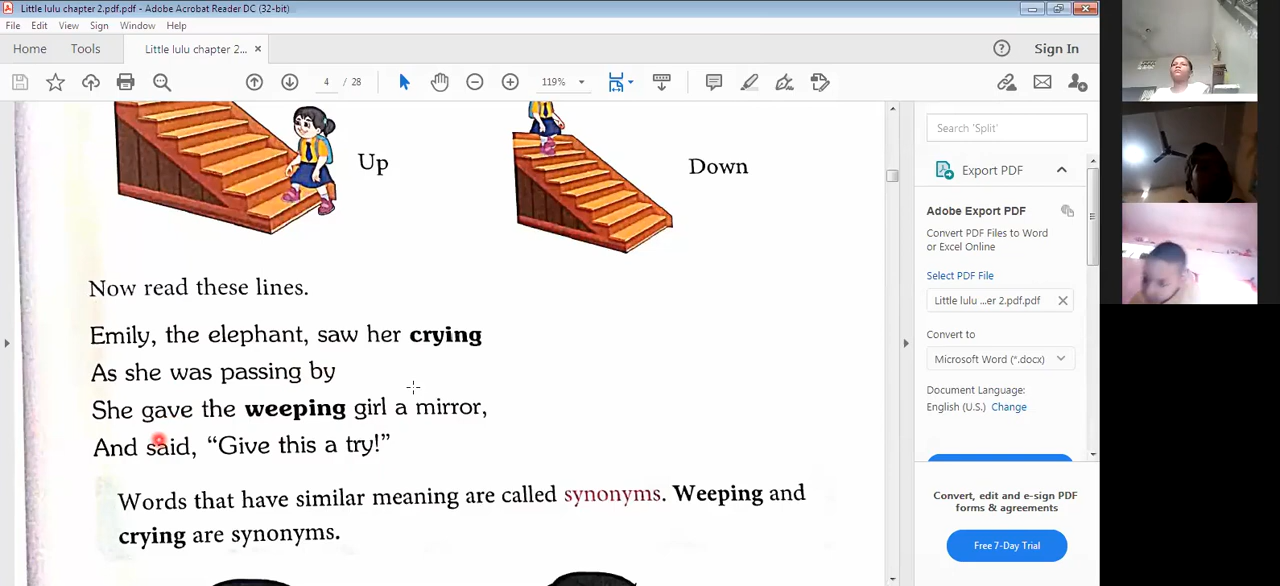 Little lulu chapter 2.pdf.pdf - Adobe Acrobat Reader DC (32-bit)
File Edit View Sign Window Help
Home Tools Little lulu chapter 2... × Sign In
4 / 28 119%
Up
Down
Now read these lines.
Emily, the elephant, saw her crying
As she was passing by
She gave the weeping girl a mirror,
And said, “Give this a try!”
Words that have similar meaning are called synonyms. Weeping and
crying are synonyms.
Search 'Split'
Export PDF
Adobe Export PDF
Convert PDF Files to Word
or Excel Online
Select PDF File
Little lulu ...er 2.pdf.pdf
Convert to
Microsoft Word (*.docx)
Document Language:
English (U.S.) Change
Convert, edit and e-sign PDF
forms & agreements
Free 7-Day Trial